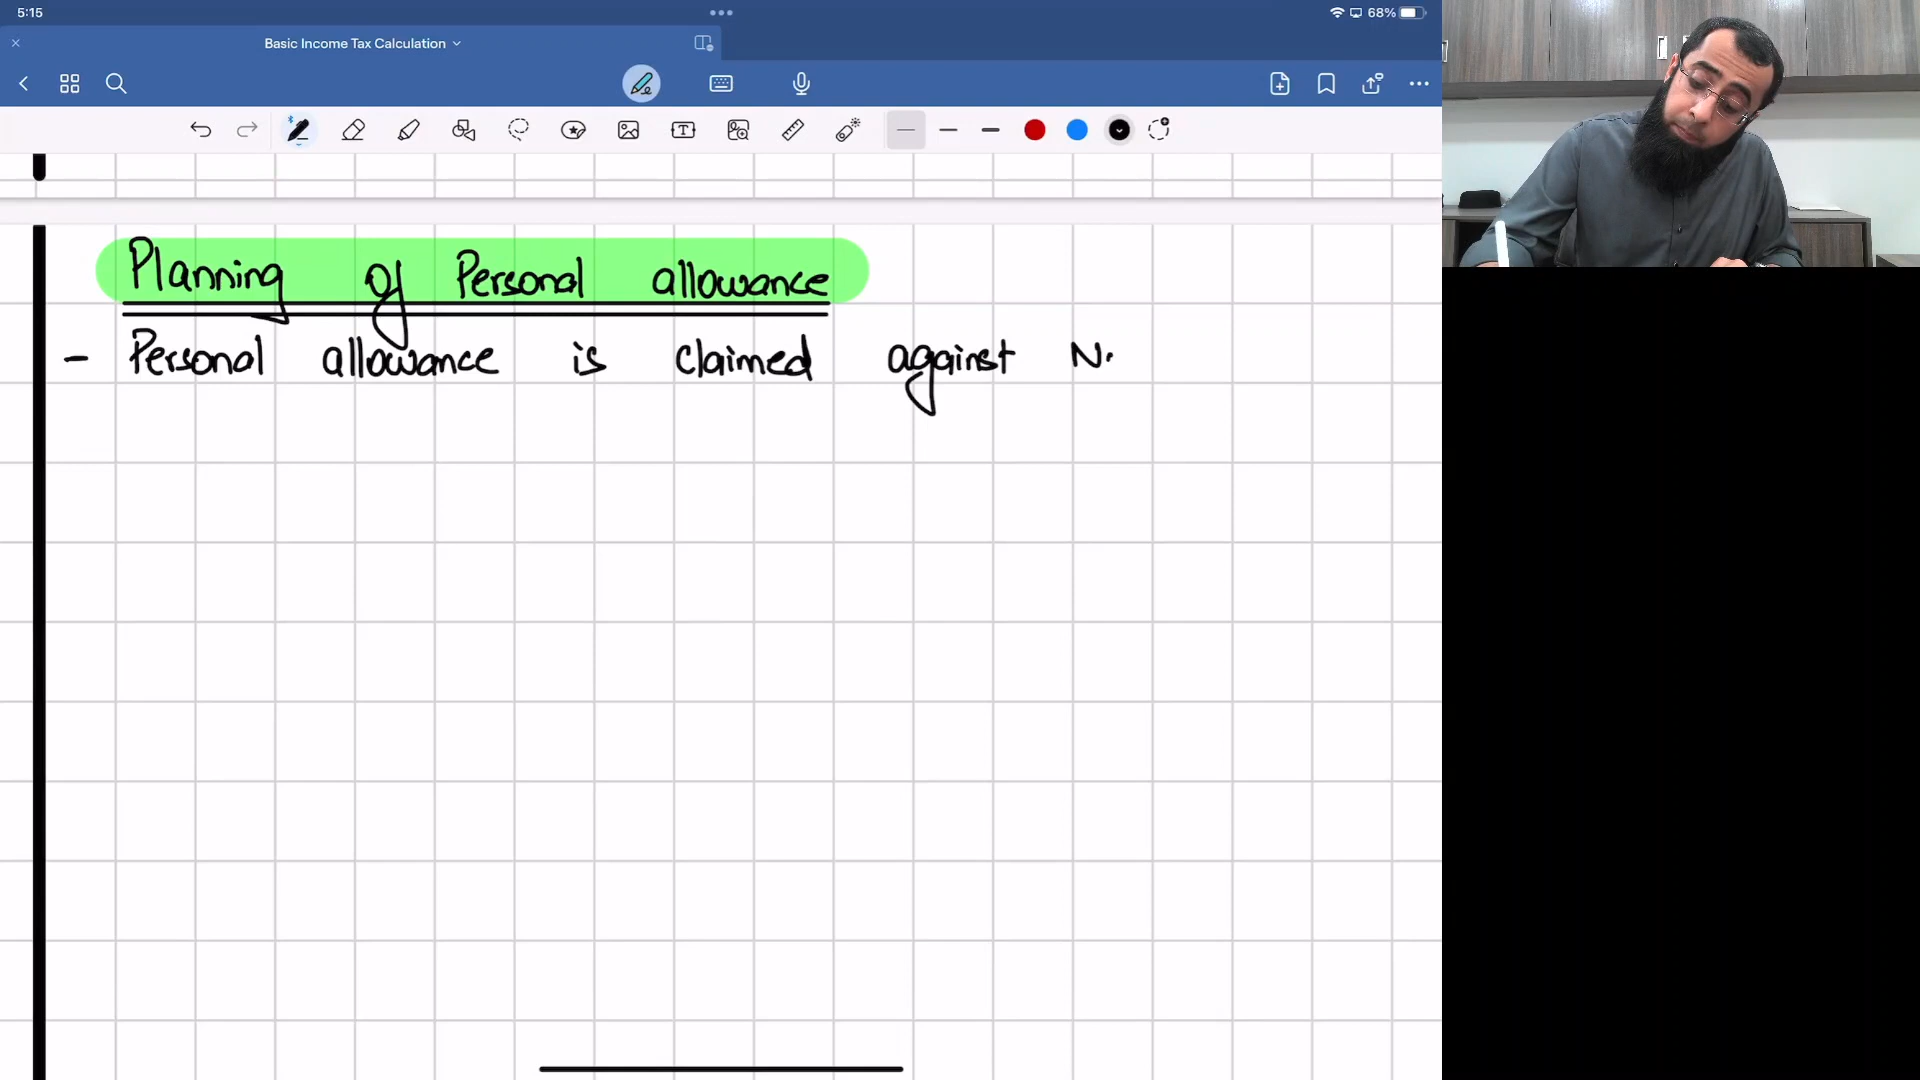 5:15
68%
Basic Income Tax Calculation
Planning of Personal allowance
- Personal allowance is claimed against N.